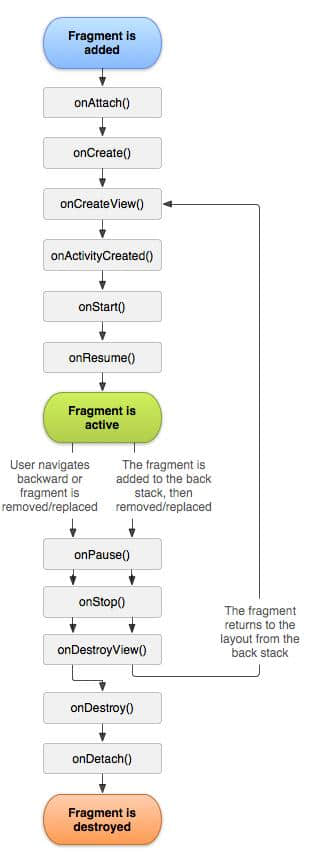 Fragment is
added
onAttach()
onCreate()
onCreateView()
onActivityCreated()
onStart()
onResume()
Fragment is
active
User navigates
backward or
fragment is
removed/replaced
The fragment is
added to the back
stack, then
removed/replaced
onPause()
onStop()
onDestroyView()
The fragment
returns to the
layout from the
back stack
onDestroy()
onDetach()
Fragment is
destroyed